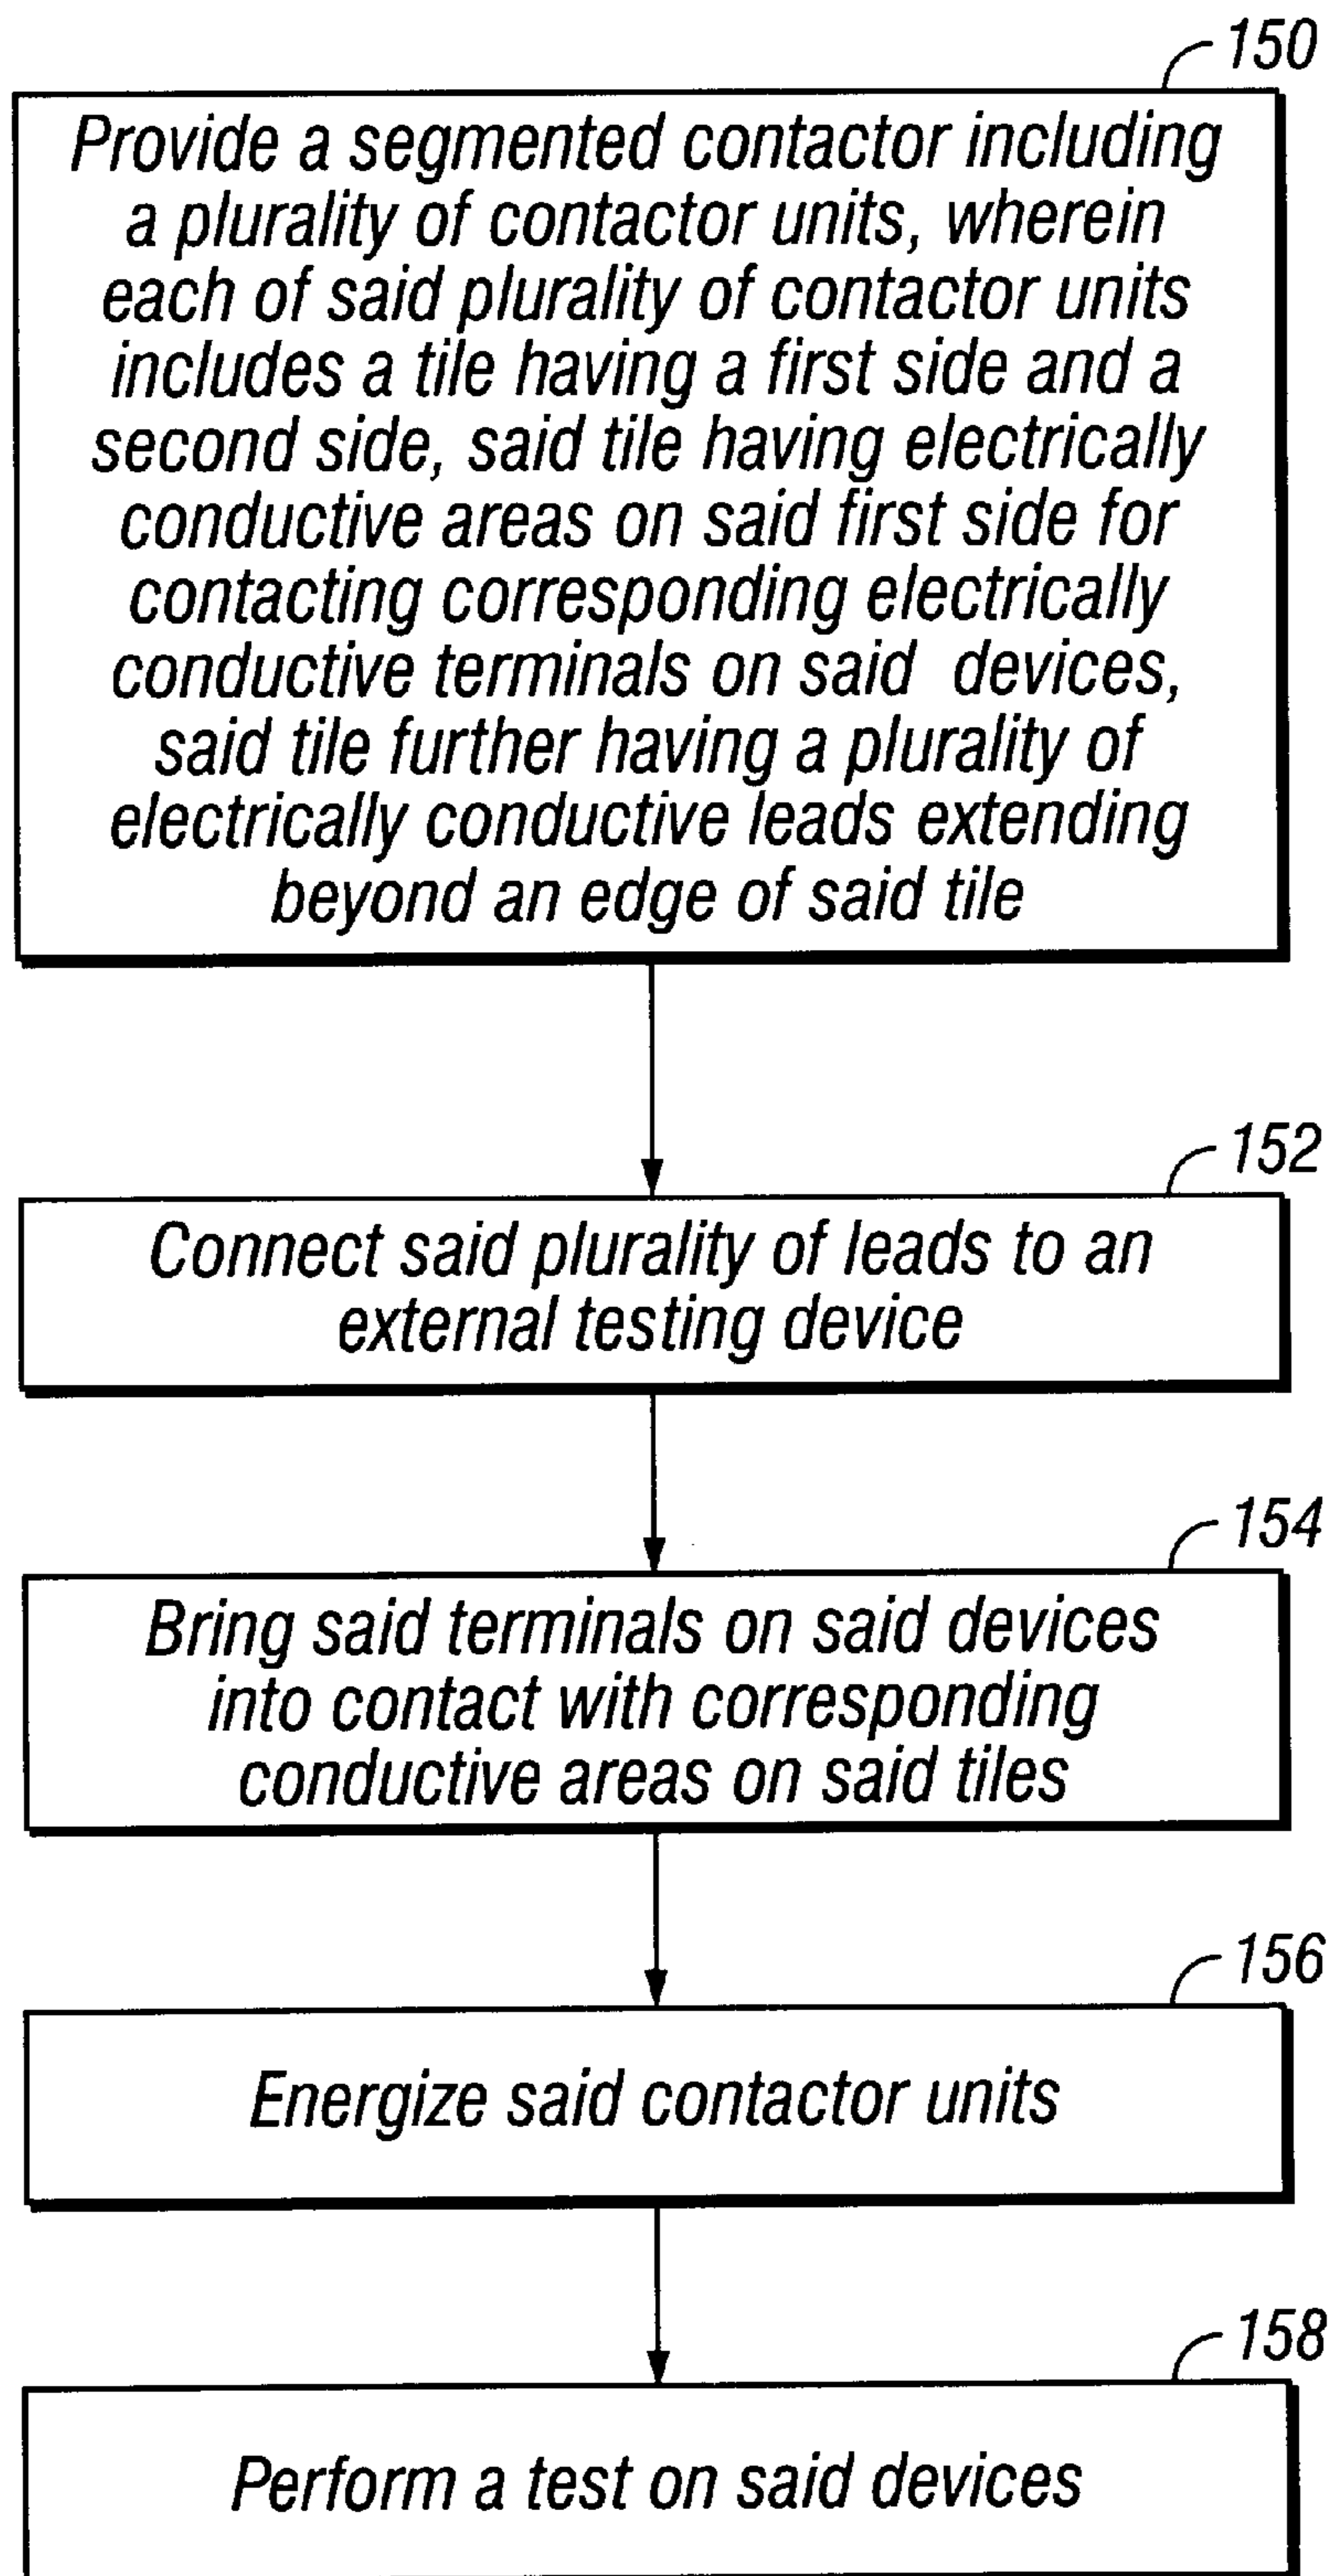 150
Provide a segmented contactor including
a plurality of contactor units, wherein
each of said plurality of contactor units
includes a tile having a first side and a
second side, said tile having electrically
conductive areas on said first side for
contacting corresponding electrically
conductive terminals on said devices,
said tile further having a plurality of
electrically conductive leads extending
beyond an edge of said tile
152
Connect said plurality of leads to an
external testing device
154
Bring said terminals on said devices
into contact with corresponding
conductive areas on said tiles
156
Energize said contactor units
158
Perform a test on said devices